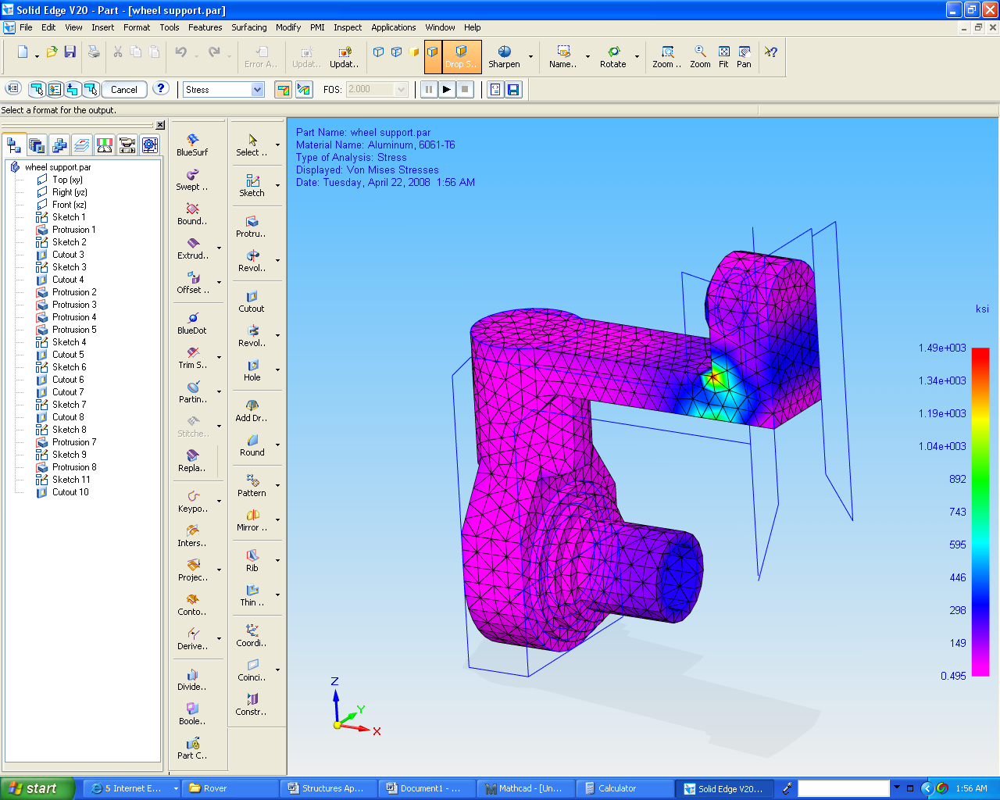 Solid Edge V20 - Part - [wheel support.par]
File Edit View Insert Format Tools Features Surfacing Modify PMI Inspect Applications Window Help
Error A.. Updat.. Updat.. Drop S.. Sharpen Name.. Rotate Zoom .. Zoom Fit Pan
Cancel Stress FOS: 2.000
Select a format for the output.
wheel support.par
Top (xy)
Right (yz)
Front (xz)
Sketch 1
Protrusion 1
Sketch 2
Cutout 3
Sketch 3
Cutout 4
Protrusion 2
Protrusion 3
Protrusion 4
Protrusion 5
Sketch 4
Cutout 5
Sketch 6
Cutout 6
Cutout 7
Sketch 7
Cutout 8
Sketch 8
Protrusion 7
Sketch 9
Protrusion 8
Sketch 11
Cutout 10
BlueSurf
Swept ..
Bound..
Extrud..
Offset ..
BlueDot
Trim S..
Partin..
Stitche..
Repla..
Keypo..
Inters..
Projec..
Conto..
Derive..
Divide..
Boole..
Part C..
Select ..
Sketch
Protru..
Revol..
Cutout
Revol..
Hole
Add Dr..
Round
Pattern
Mirror ..
Rib
Thin ..
Coordi..
Coinci..
Constr..
Part Name: wheel support.par
Material Name: Aluminum, 6061-T6
Type of Analysis: Stress
Displayed: Von Mises Stresses
Date: Tuesday, April 22, 2008 1:56 AM
ksi
1.49e+003
1.34e+003
1.19e+003
1.04e+003
892
743
595
446
298
149
0.495
Z
Y
X
start 5 Internet E... Rover Structures Ap... Document1 - ... Mathcad - [Un... Calculator Solid Edge V20... 1:56 AM